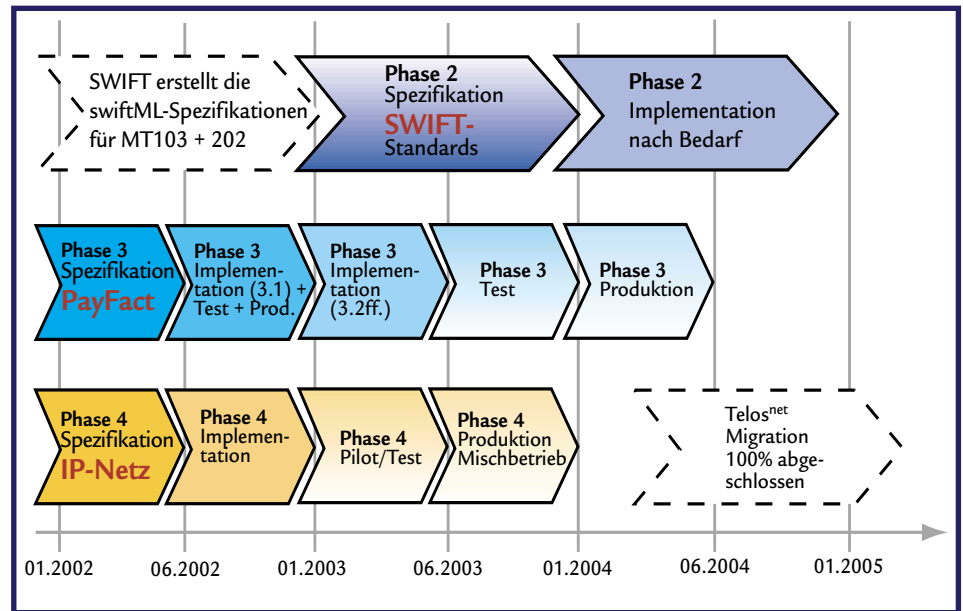 SWIFT erstellt die
swiftML-Spezifikationen
für MT103 + 202
Phase 2
Spezifikation
SWIFT-
Standards
Phase 2
Implementation
nach Bedarf
Phase 3
Spezifikation
PayFact
Phase 3
Implemen-
tation (3.1) +
Test + Prod.
Phase 3
Implemen-
tation
(3.2ff.)
Phase 3
Test
Phase 3
Produktion
Phase 4
Spezifikation
IP-Netz
Phase 4
Implemen-
tation
Phase 4
Pilot/Test
Phase 4
Produktion
Mischbetrieb
Telosnet
Migration
100% abge-
schlossen
01.2002 06.2002 01.2003 06.2003 01.2004 06.2004 01.2005